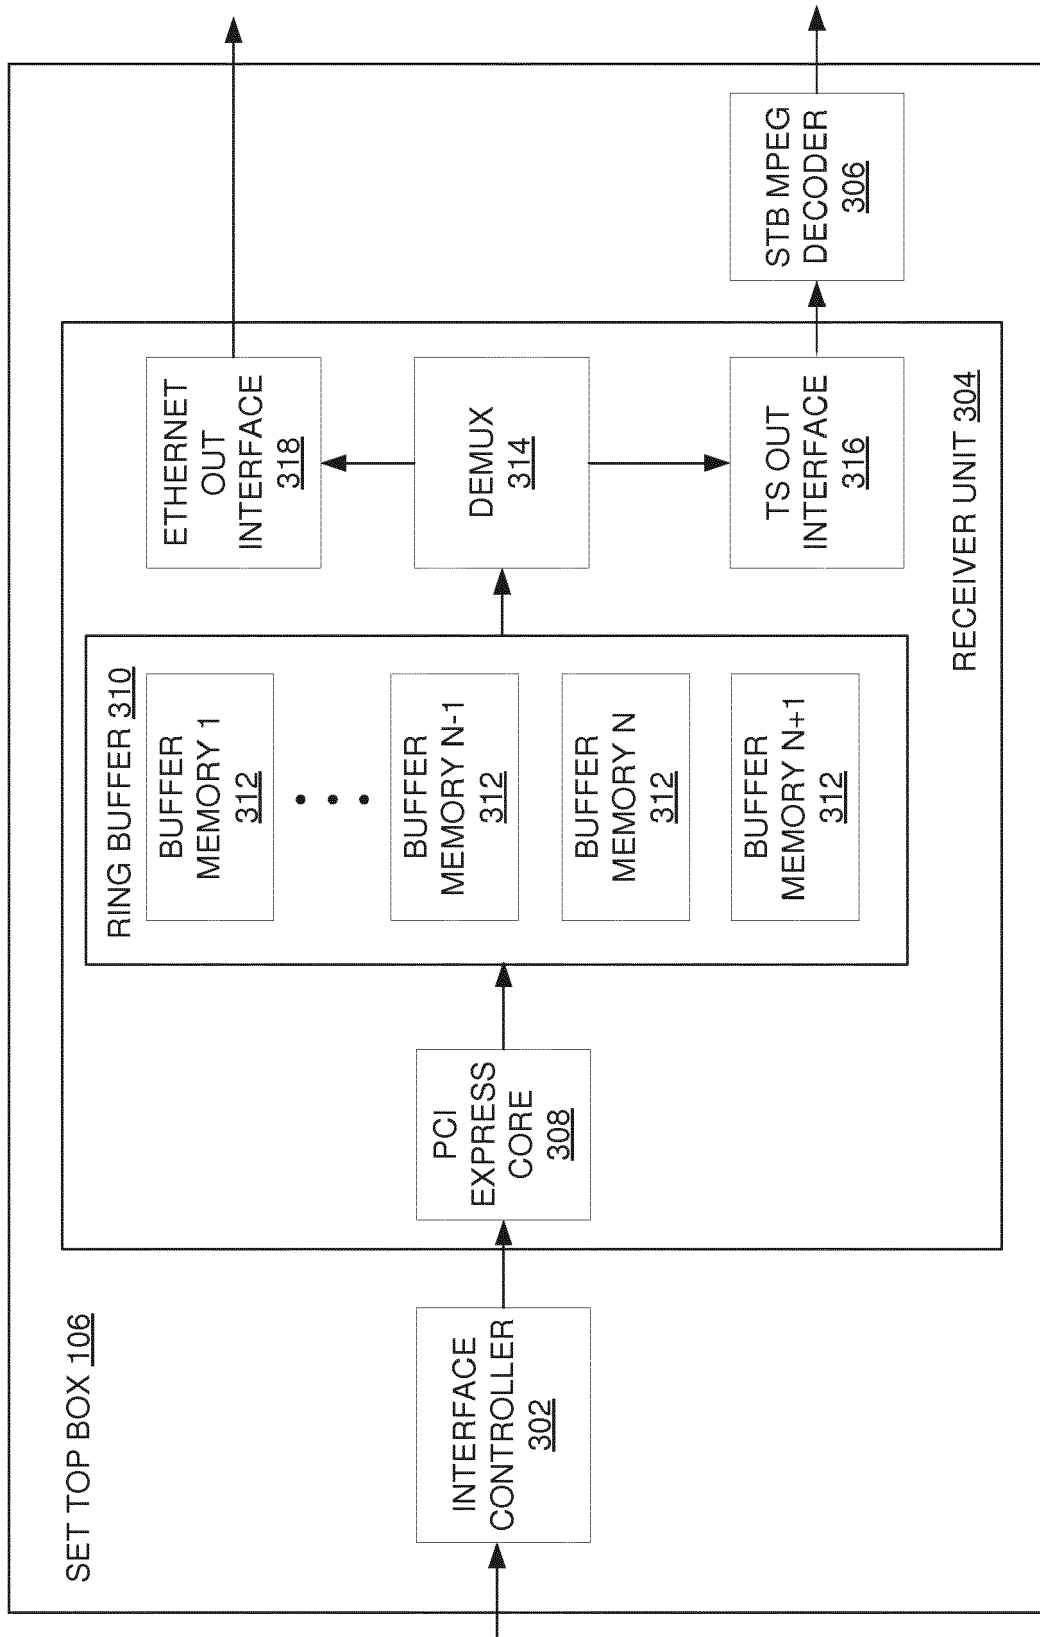 SET TOP BOX 106
INTERFACE
CONTROLLER
302
PCI
EXPRESS
CORE
308
RING BUFFER 310
BUFFER
MEMORY 1
312
BUFFER
MEMORY N-1
312
BUFFER
MEMORY N
312
BUFFER
MEMORY N+1
312
ETHERNET
OUT
INTERFACE
318
DEMUX
314
TS OUT
INTERFACE
316
RECEIVER UNIT 304
STB MPEG
DECODER
306